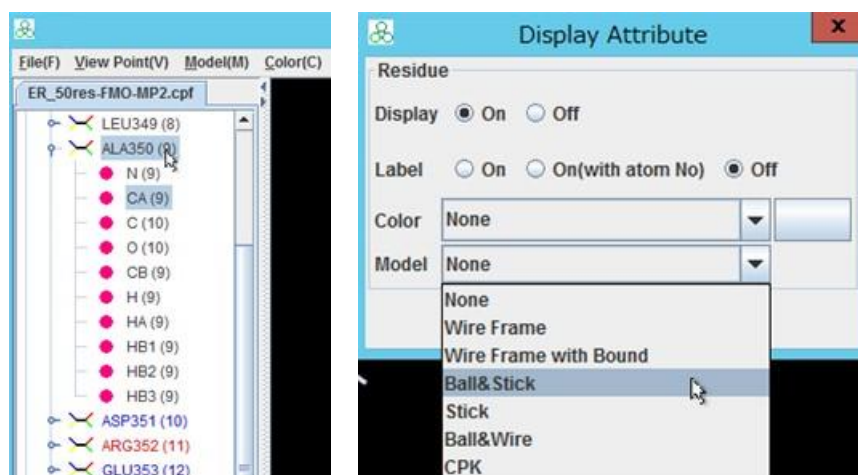 File(F) View Point(V) Model(M) Color(C)
ER_50res-FMO-MP2.cpf
LEU349 (8)
ALA350 (9)
N (9)
CA (9)
C (10)
O (10)
CB (9)
H (9)
HA (9)
HB1 (9)
HB2 (9)
HB3 (9)
ASP351 (10)
ARG352 (11)
GLU353 (12)
Display Attribute
x
Residue
Display On Off
Label On On(with atom No) Off
Color None
Model None
None
Wire Frame
Wire Frame with Bound
Ball&Stick
Stick
Ball&Wire
CPK